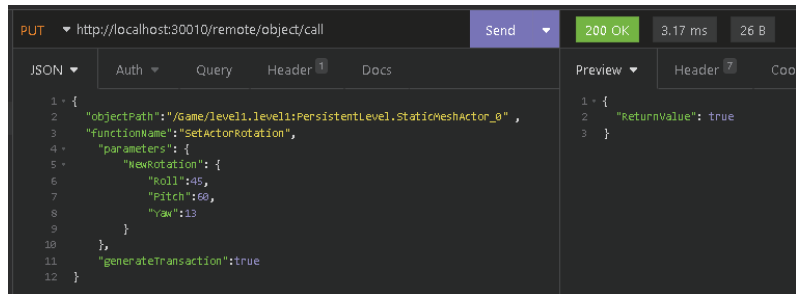 PUT http://localhost:30010/remote/object/call Send 200 OK 3.17 ms 26 B
JSON Auth Query Header 1 Docs Preview Header 7 Coo
1 {
2 "objectPath":"/Game/level1.level1:PersistentLevel.StaticMeshActor_0" ,
3 "functionName":"SetActorRotation",
4 "parameters": {
5 "NewRotation": {
6 "Roll":45,
7 "Pitch":60,
8 "Yaw":13
9 }
10 },
11 "generateTransaction":true
12 }
1 {
2 "ReturnValue": true
3 }